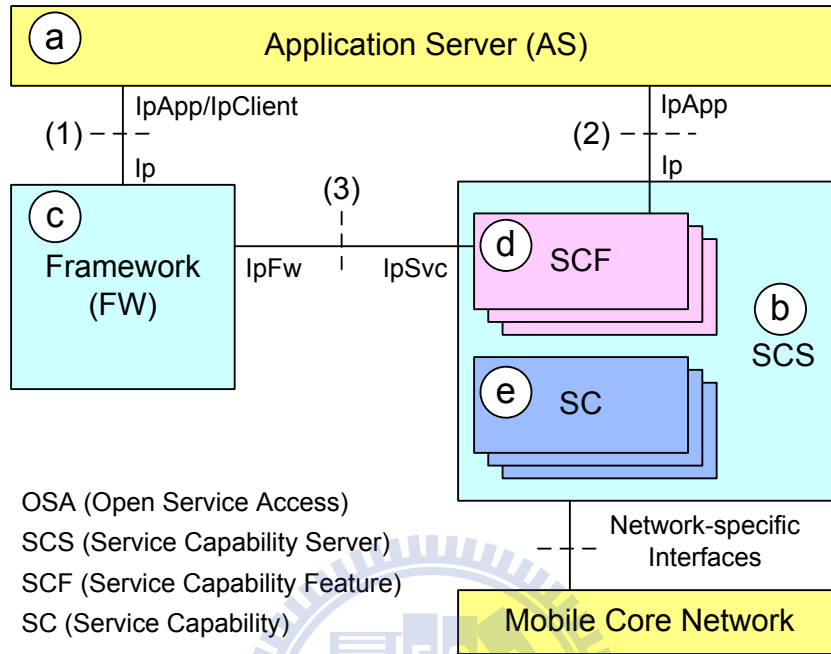 a
Application Server (AS)
IpApp/IpClient
(1)
Ip
IpApp
(2)
Ip
c
Framework
(FW)
(3)
IpFw
IpSvc
d
SCF
b
SCS
e
SC
OSA (Open Service Access)
SCS (Service Capability Server)
SCF (Service Capability Feature)
SC (Service Capability)
Network-specific
Interfaces
Mobile Core Network